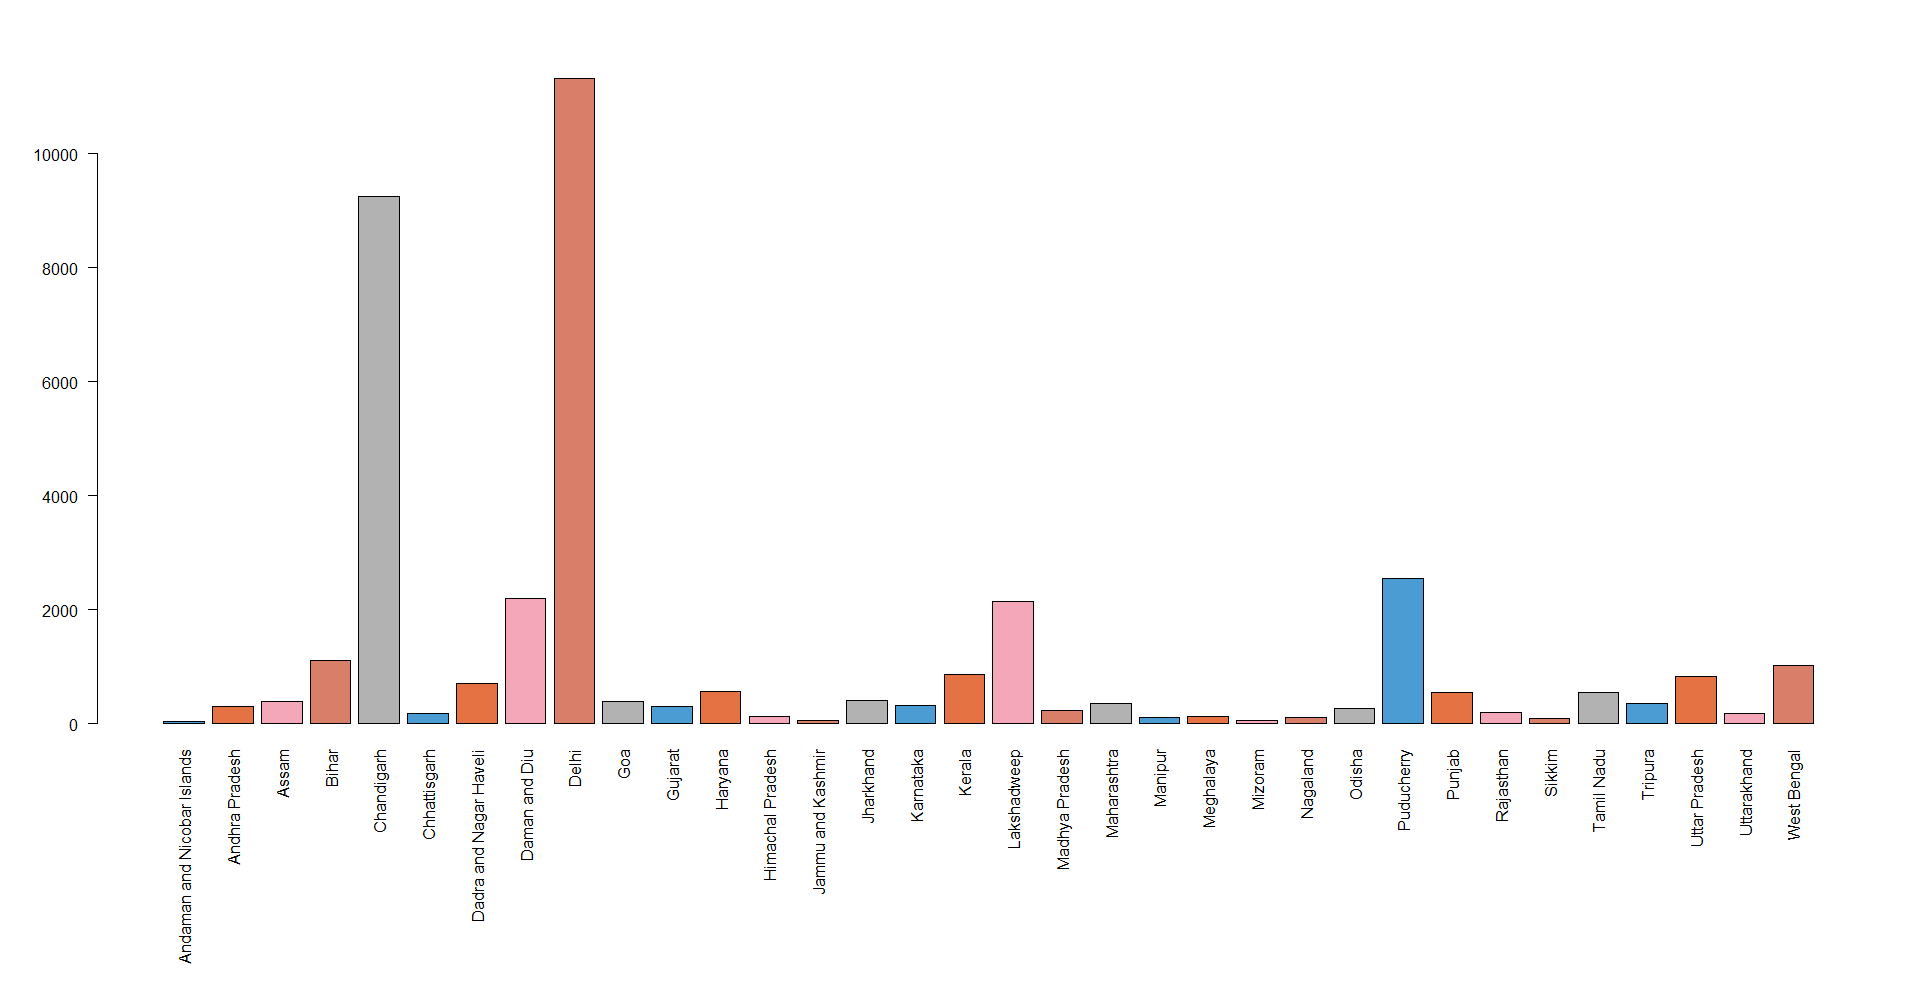 10000
8000
6000
4000
2000
0
Andaman and Nicobar Islands
Andhra Pradesh
Assam
Bihar
Chandigarh
Chhattisgarh
Dadra and Nagar Haveli
Daman and Diu
Delhi
Goa
Gujarat
Haryana
Himachal Pradesh
Jammu and Kashmir
Jharkhand
Karnataka
Kerala
Lakshadweep
Madhya Pradesh
Maharashtra
Manipur
Meghalaya
Mizoram
Nagaland
Odisha
Puducherry
Punjab
Rajasthan
Sikkim
Tamil Nadu
Tripura
Uttar Pradesh
Uttarakhand
West Bengal